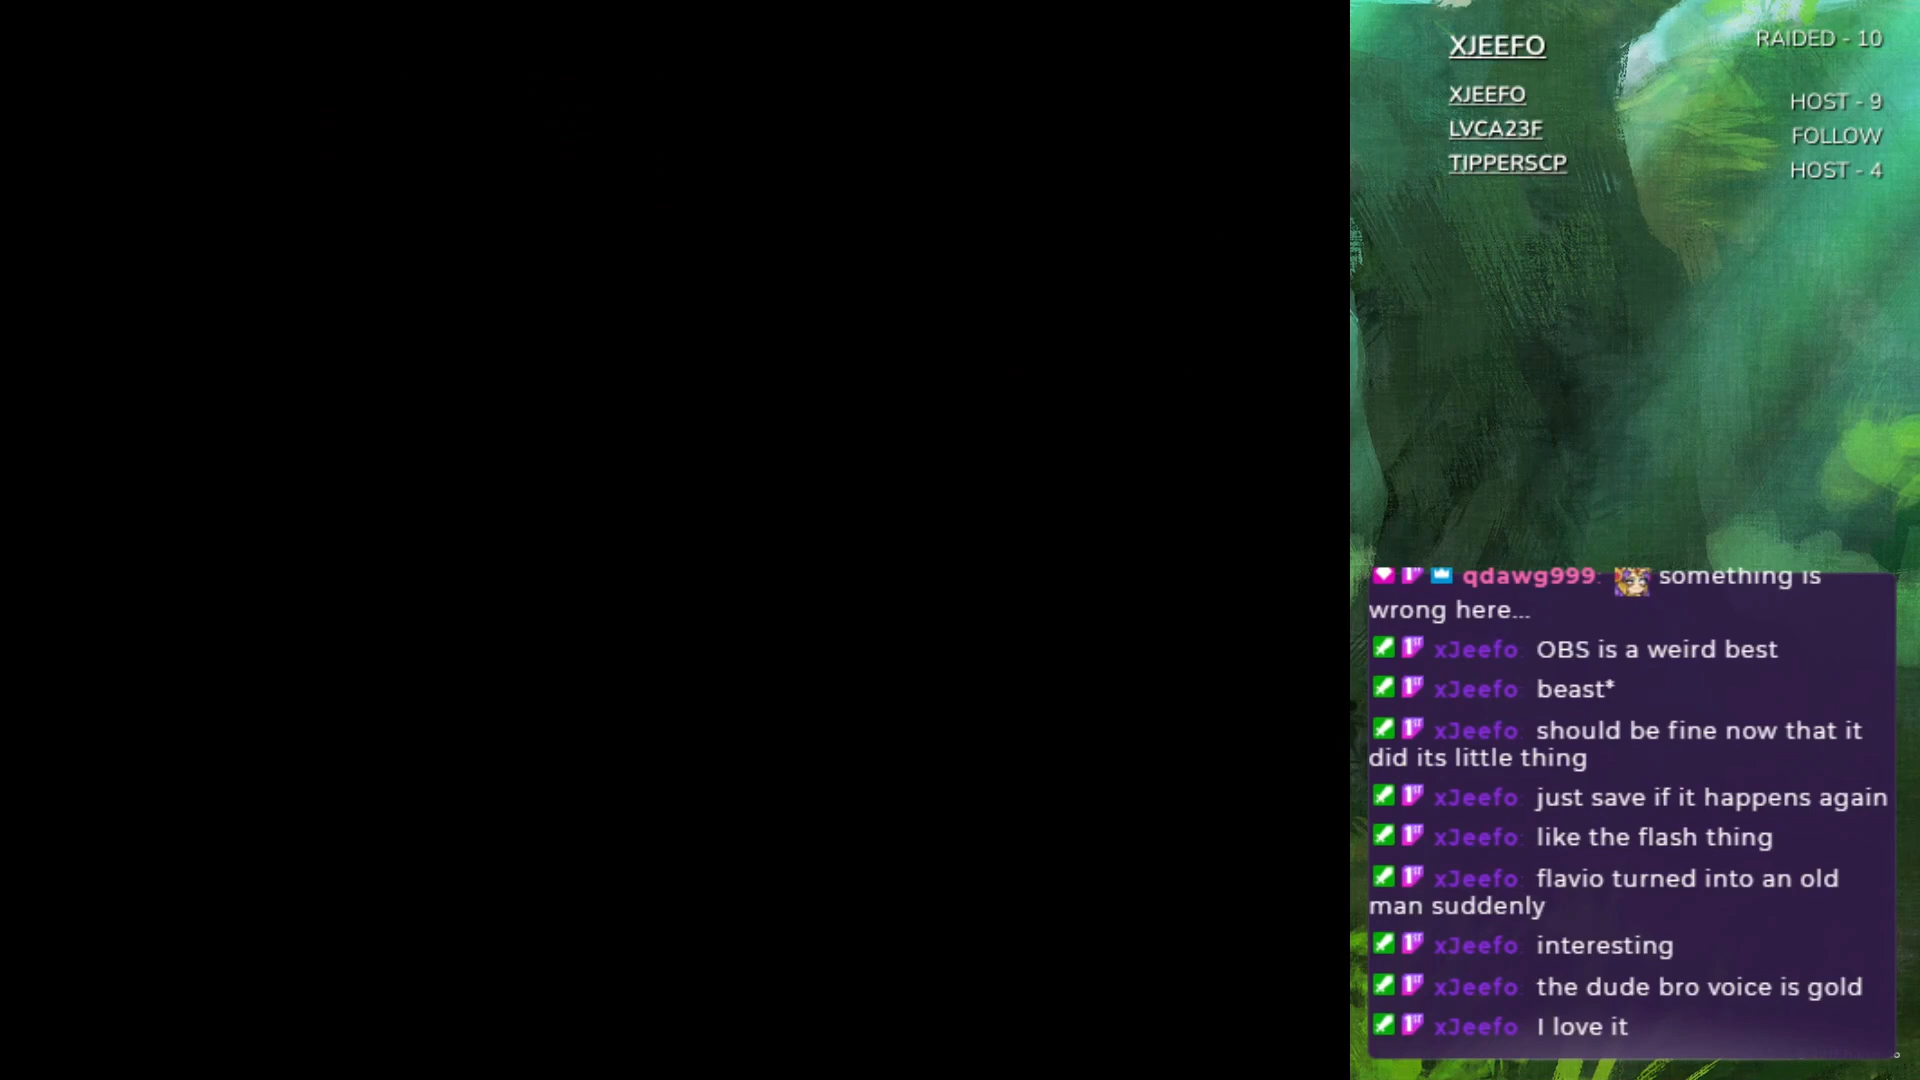 XJEEFO RAIDED - 10
XJEEFO HOST - 9
LVCA23F FOLLOW
TIPPERSCP HOST - 4
qdawg999: something is
wrong here...
xJeefo: OBS is a weird best
xJeefo: beast*
xJeefo: should be fine now that it
did its little thing
xJeefo: just save if it happens again
xJeefo: like the flash thing
xJeefo: flavio turned into an old
man suddenly
xJeefo: interesting
xJeefo: the dude bro voice is gold
xJeefo: I love it